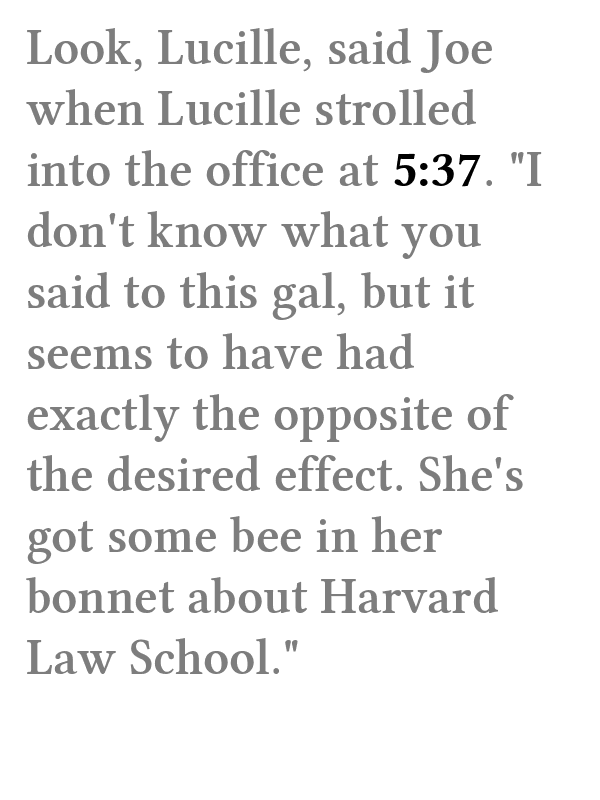 Look, Lucille, said Joe
when Lucille strolled
into the office at 5:37. "I
don't know what you
said to this gal, but it
seems to have had
exactly the opposite of
the desired effect. She's
got some bee in her
bonnet about Harvard
Law School."